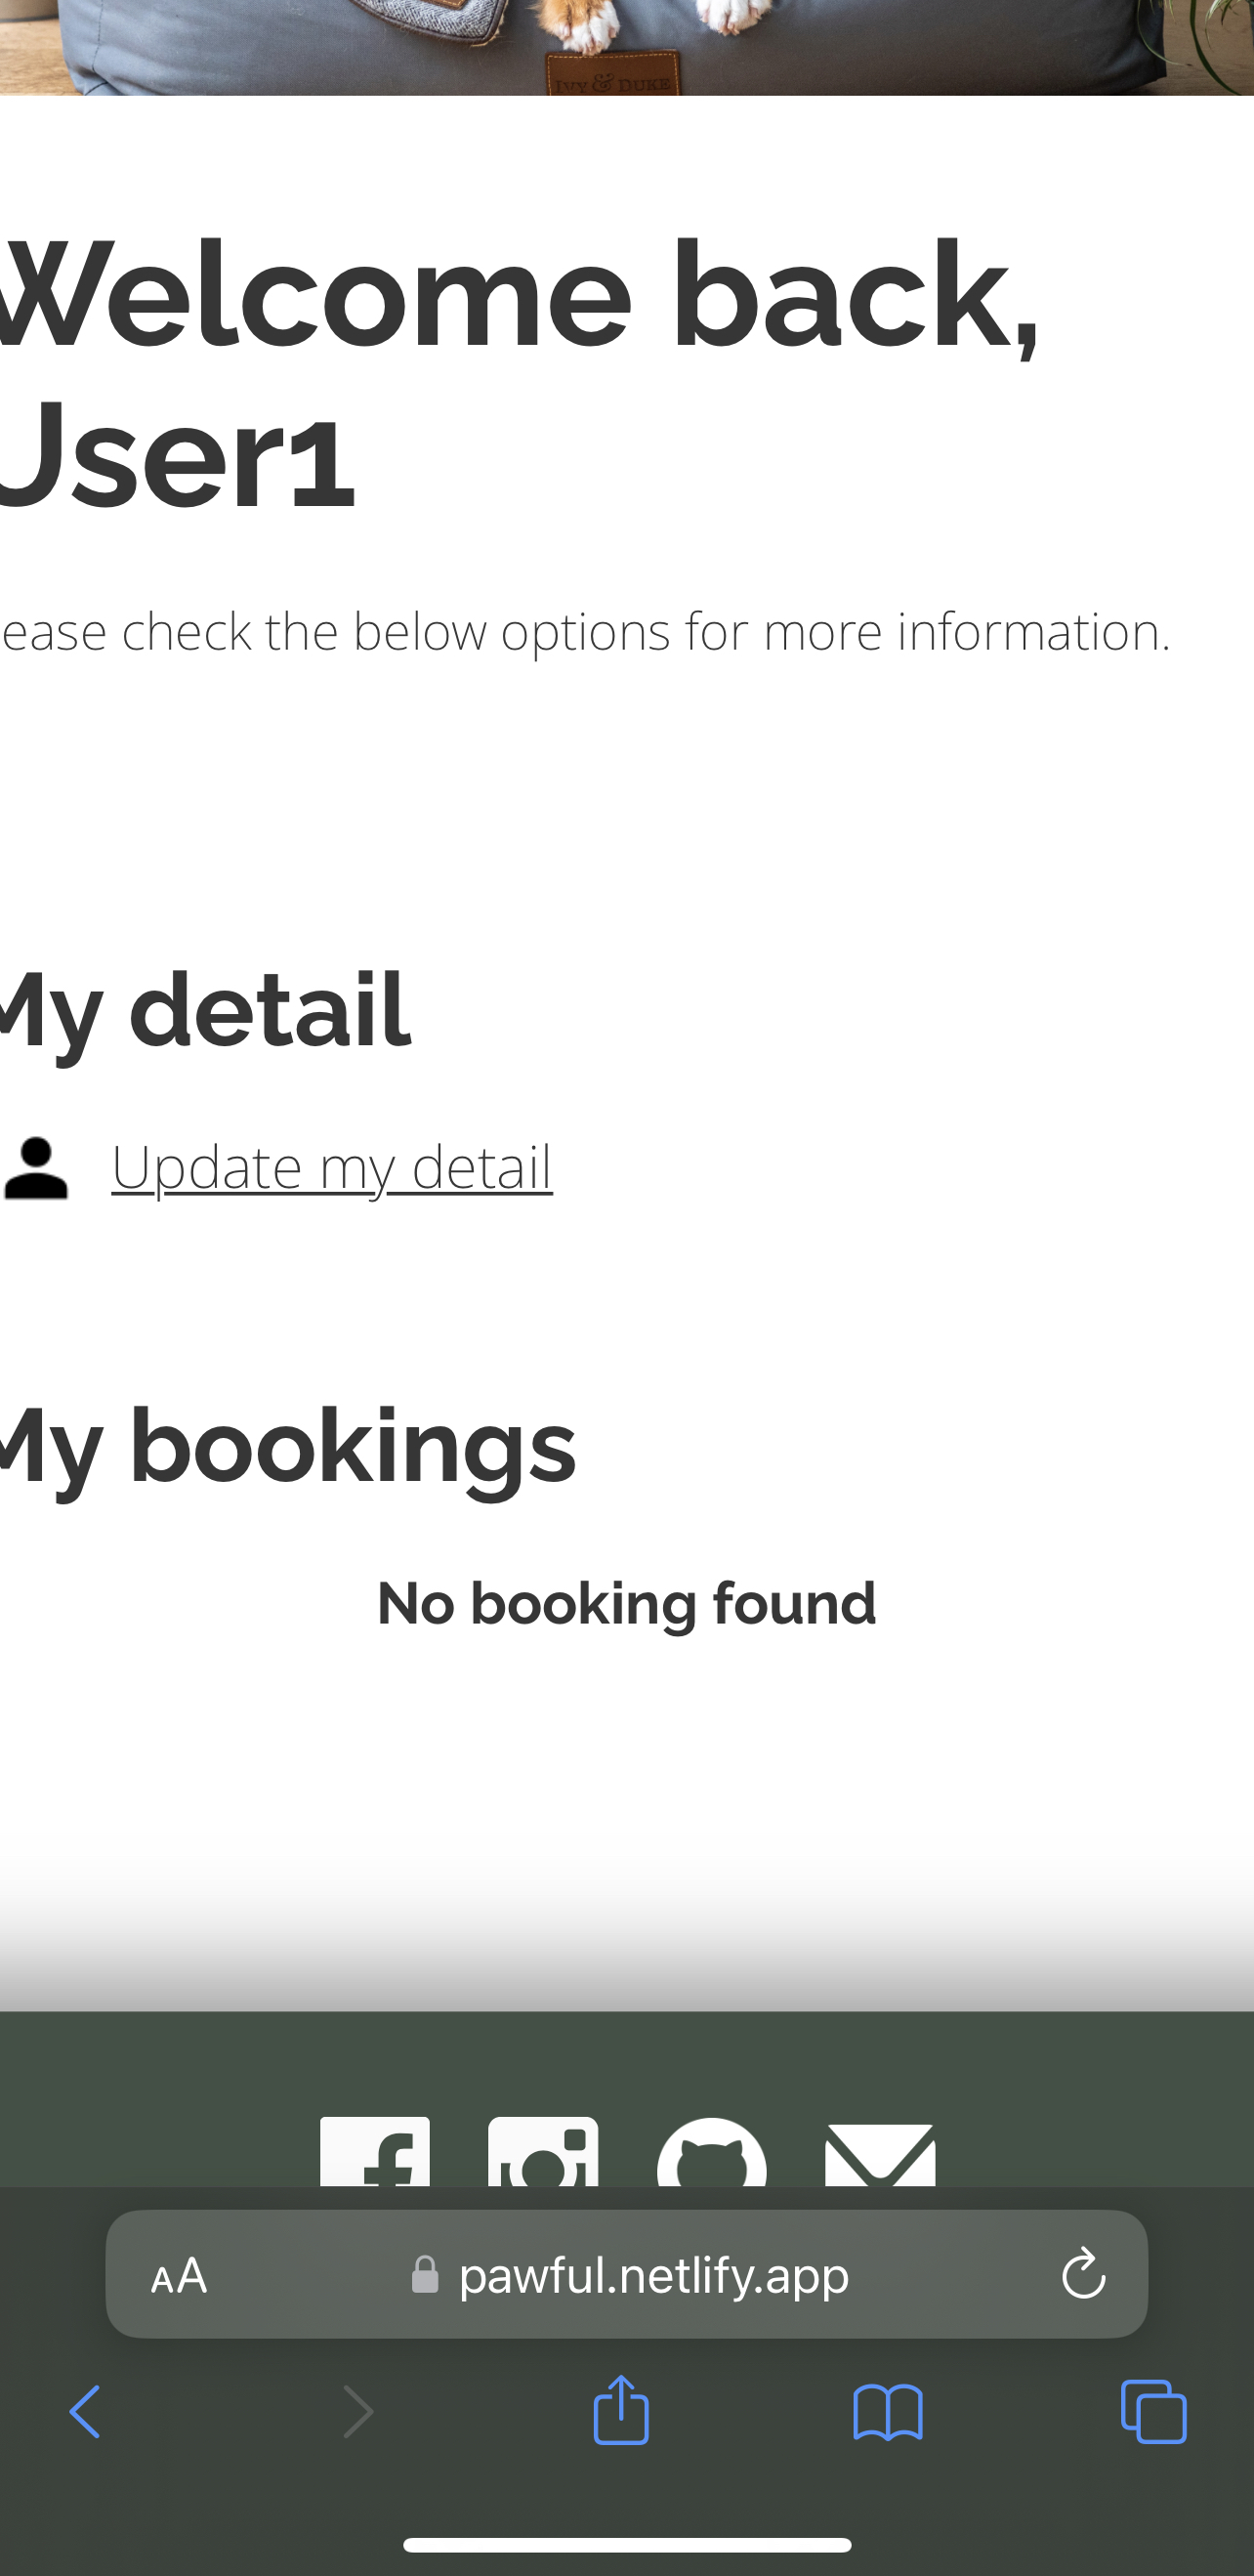 IVY & DUKE
Welcome back,
User1
ease check the below options for more information.
My detail
Update my detail
My bookings
No booking found
AA
pawful.netlify.app